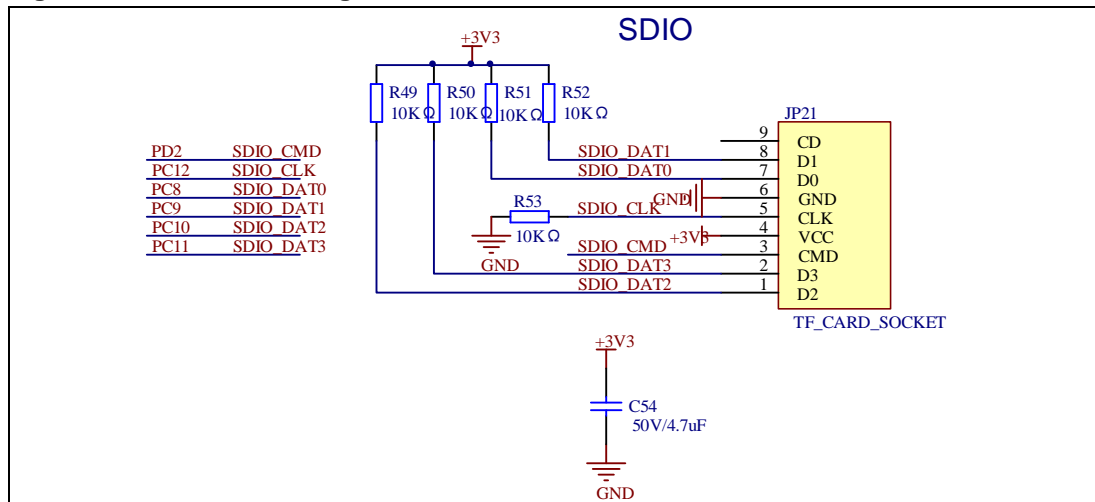 SDIO
+3V3
R49 R50 R51 R52
10KΩ 10KΩ 10KΩ 10KΩ
JP21
9 CD
SDIO_DAT1 8 D1
SDIO_DAT0 7 D0
GND 6 GND
R53 SDIO_CLK 5 CLK
10KΩ +3V3 4 VCC
GND SDIO_CMD 3 CMD
SDIO_DAT3 2 D3
SDIO_DAT2 1 D2
TF_CARD_SOCKET
PD2 SDIO_CMD
PC12 SDIO_CLK
PC8 SDIO_DAT0
PC9 SDIO_DAT1
PC10 SDIO_DAT2
PC11 SDIO_DAT3
+3V3
C54
50V/4.7uF
GND